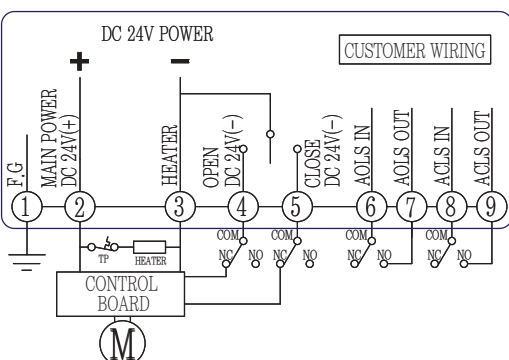 DC 24V POWER
CUSTOMER WIRING
+
−
F.G
MAIN POWER
DC 24V(+)
HEATER
OPEN
DC 24V(-)
CLOSE
DC 24V(-)
AOLS IN
AOLS OUT
ACLS IN
ACLS OUT
1 2 3 4 5 6 7 8 9
COM COM COM COM
NC NO NC NO NC NO NC NO
TP HEATER
CONTROL
BOARD
M